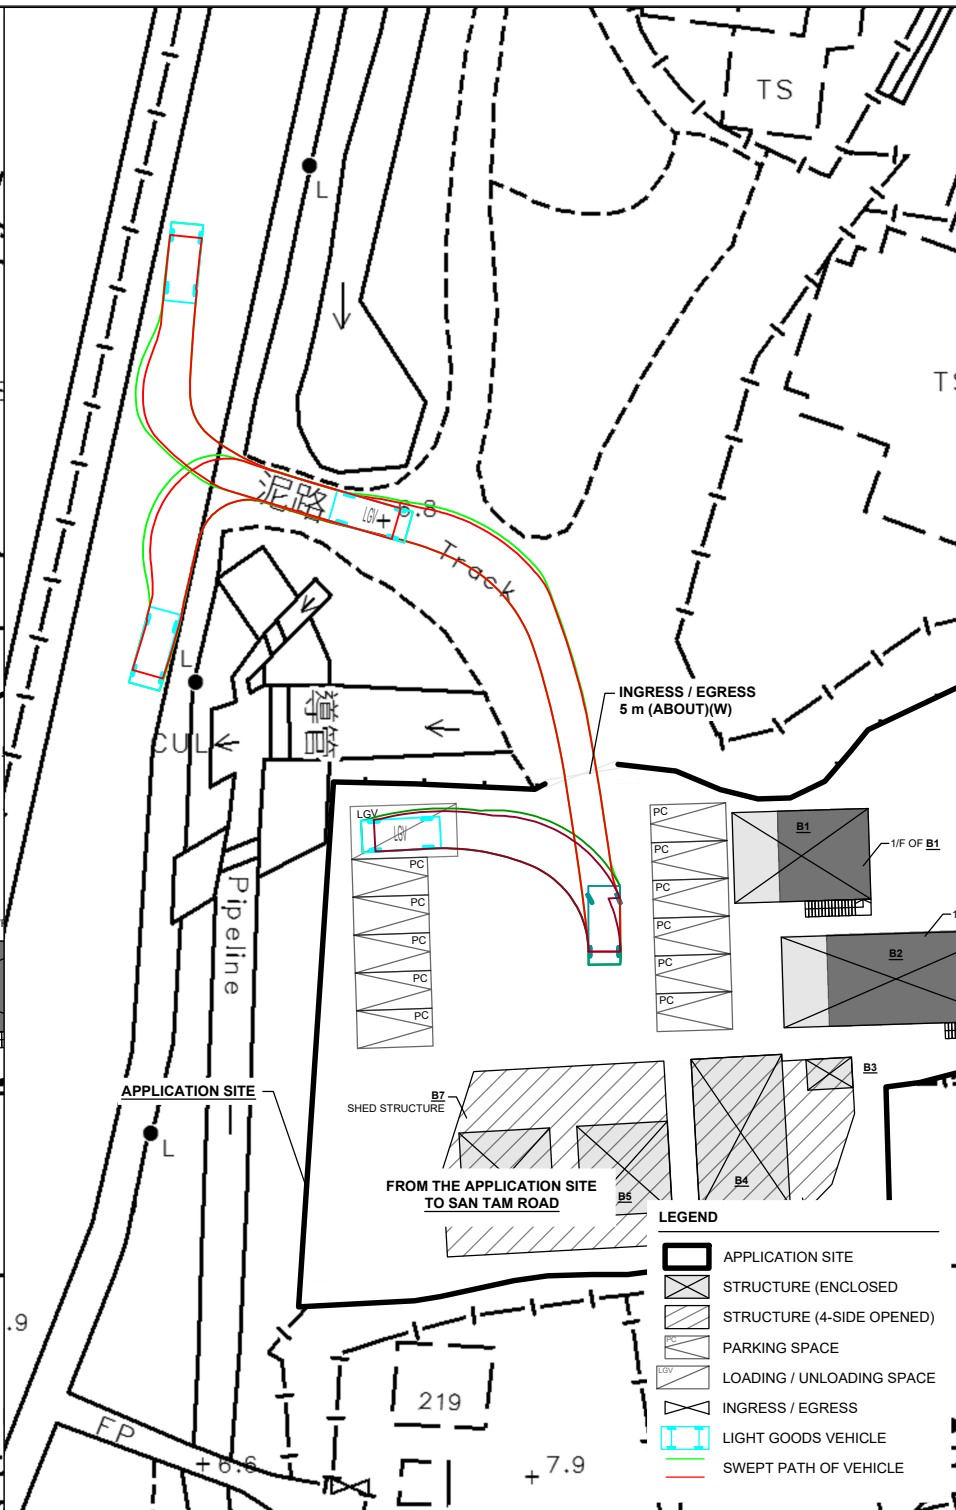 TS
L
TS
泥路
LGV
6.8
Track
INGRESS / EGRESS
5 m (ABOUT)(W)
L
CUL
Pipeline
LGV
LGV
PC
PC
PC
PC
PC
PC
PC
PC
PC
PC
PC
B1
1/F OF B1
B2
1
B3
APPLICATION SITE
B7
SHED STRUCTURE
L
B4
B5
FROM THE APPLICATION SITE
TO SAN TAM ROAD
LEGEND
APPLICATION SITE
STRUCTURE (ENCLOSED
STRUCTURE (4-SIDE OPENED)
PC
PARKING SPACE
LGV
LOADING / UNLOADING SPACE
INGRESS / EGRESS
LIGHT GOODS VEHICLE
SWEPT PATH OF VEHICLE
.9
219
FP
+ 6.6
+ 7.9